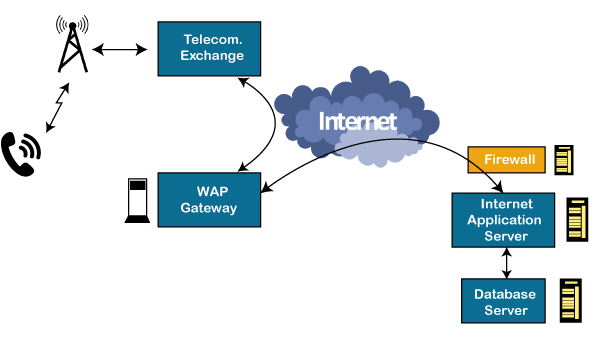 Telecom.
Exchange
Internet
Firewall
WAP
Gateway
Internet
Application
Server
Database
Server